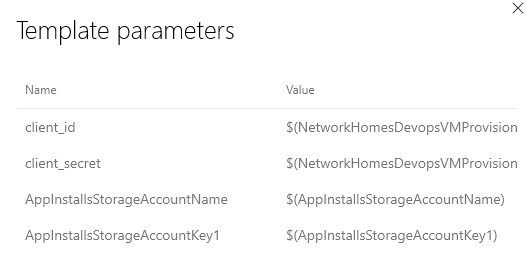 Template parameters
Name Value
client_id $(NetworkHomesDevopsVMProvision
client_secret $(NetworkHomesDevopsVMProvision
AppInstallsStorageAccountName $(AppInstallsStorageAccountName)
AppInstallsStorageAccountKey1 $(AppInstallsStorageAccountKey1)